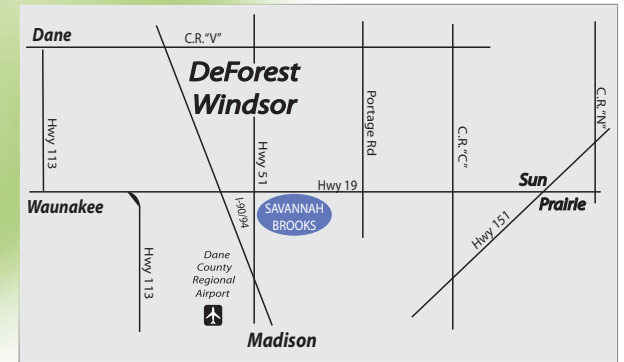 Dane
C.R."V"
DeForest
Windsor
Hwy 113
Hwy 51
Portage Rd
C.R."C"
C.R."N"
Hwy 19
Sun
Prairie
Waunakee
I-90/94
SAVANNAH
BROOKS
Hwy 151
Hwy 113
Dane
County
Regional
Airport
Madison